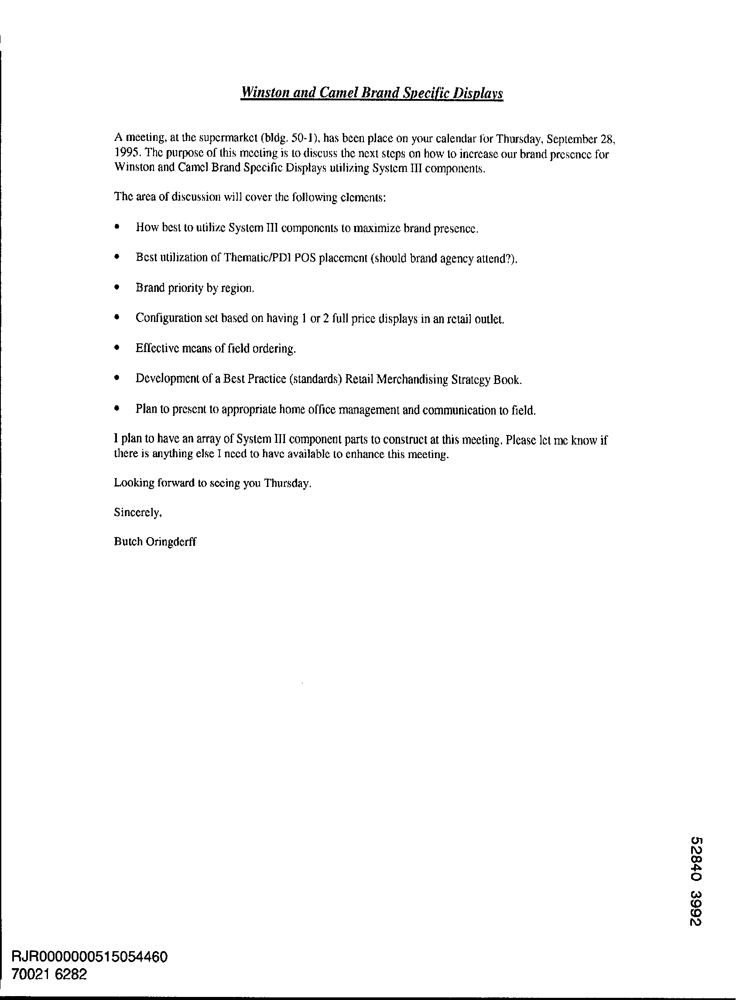 Winston and Camel Brand Specific Displays
A meeting, at the supermarket (bldg. 50-1), has been place on your calendar for Thursday, September 28,
1995. The purpose of this meeting is to discuss the next steps on how to increase our brand presence for
Winston and Camel Brand Specific Displays utilizing System III components.
The area of discussion will cover the following elements:
• How best to utilize System III components to maximize brand presence.
• Best utilization of Thematic/PDI POS placement (should brand agency attend?).
• Brand priority by region.
• Configuration set based on having 1 or 2 full price displays in an retail outlet.
• Effective means of field ordering.
• Development of a Best Practice (standards) Retail Merchandising Strategy Book.
• Plan to present to appropriate home office management and communication to field.
I plan to have an array of System III component parts to construct at this meeting. Please let me know if
there is anything else I need to have available to enhance this meeting.
Looking forward to seeing you Thursday.
Sincerely,
Butch Oringderff
52840 3992
RJR0000000515054460
70021 6282